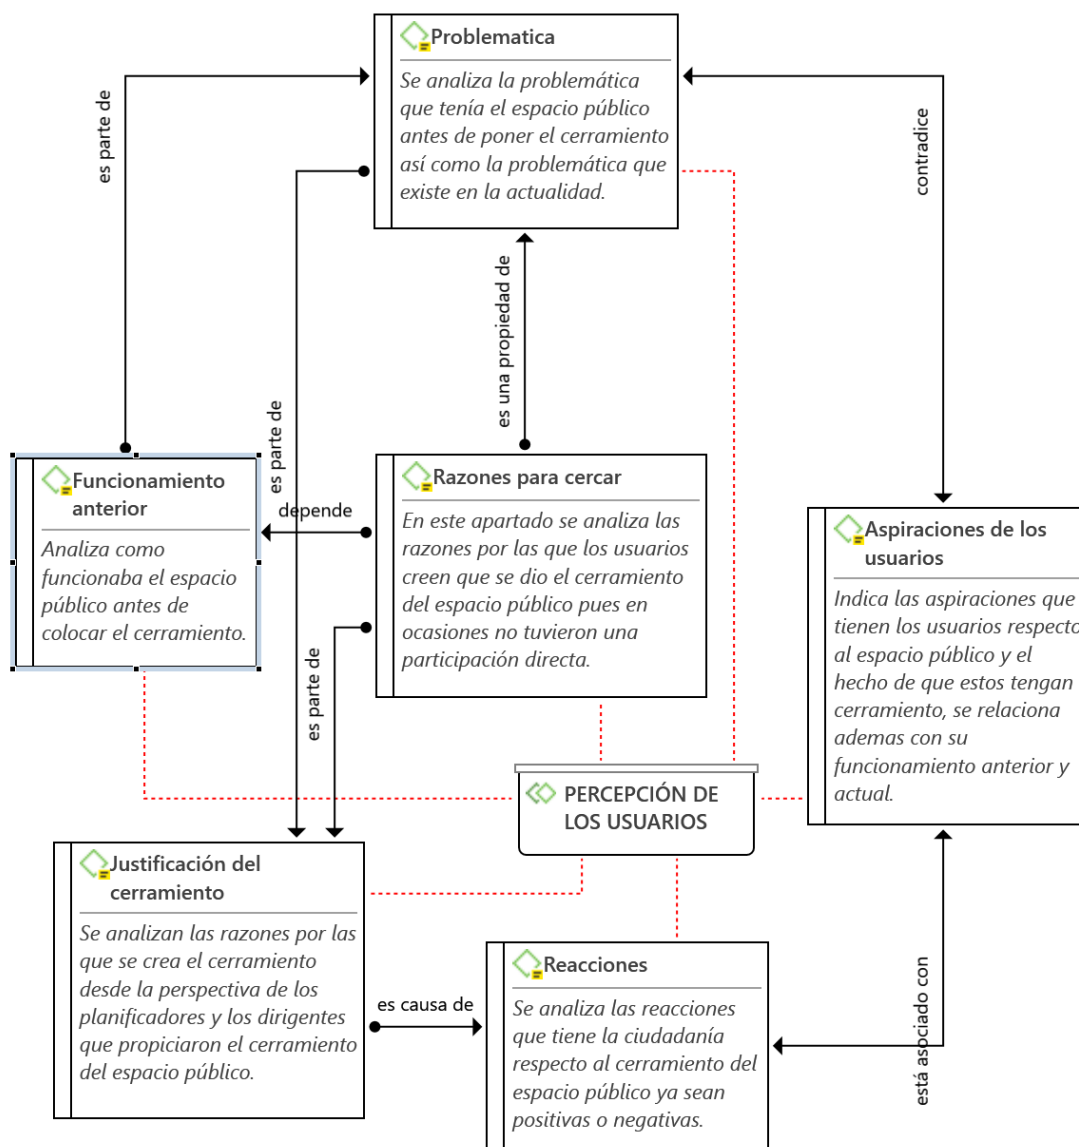 Problematica
Se analiza la problemática
que tenía el espacio público
antes de poner el cerramiento
así como la problemática que
existe en la actualidad.
es parte de
contradice
es una propiedad de
es parte de
Funcionamiento
anterior
Analiza como
funcionaba el espacio
público antes de
colocar el cerramiento.
depende
Razones para cercar
En este apartado se analiza las
razones por las que los usuarios
creen que se dio el cerramiento
del espacio público pues en
ocasiones no tuvieron una
participación directa.
Aspiraciones de los
usuarios
Indica las aspiraciones que
tienen los usuarios respecto
al espacio público y el
hecho de que estos tengan
cerramiento, se relaciona
ademas con su
funcionamiento anterior y
actual.
es parte de
PERCEPCIÓN DE
LOS USUARIOS
Justificación del
cerramiento
Se analizan las razones por las
que se crea el cerramiento
desde la perspectiva de los
planificadores y los dirigentes
que propiciaron el cerramiento
del espacio público.
es causa de
Reacciones
Se analiza las reacciones
que tiene la ciudadanía
respecto al cerramiento del
espacio público ya sean
positivas o negativas.
está asociado con